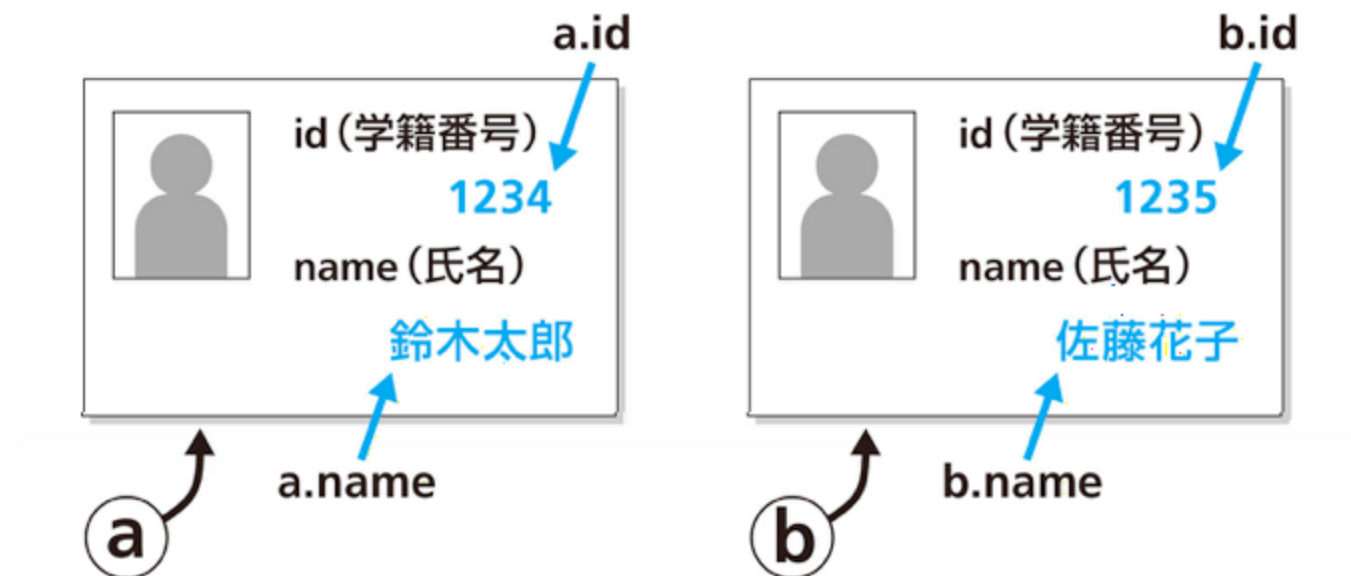 a.id
id（学籍番号）
1234
name（氏名）
鈴木太郎
a.name
a
b.id
id（学籍番号）
1235
name（氏名）
佐藤花子
b.name
b